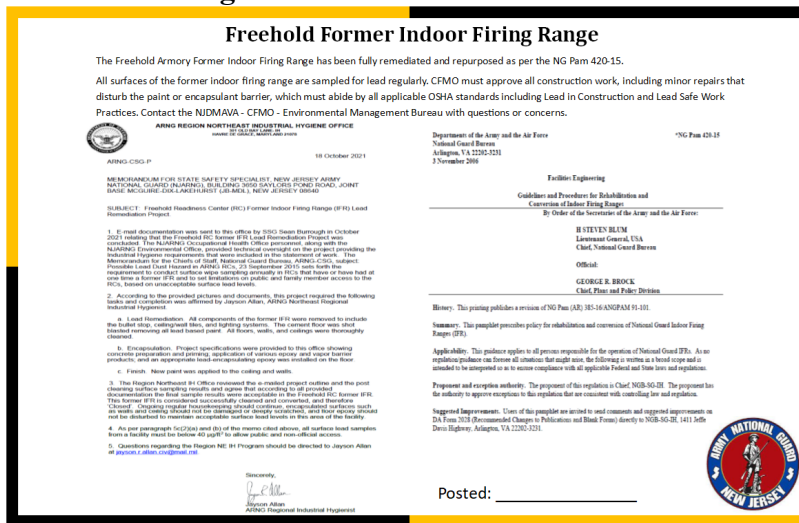 Freehold Former Indoor Firing Range
The Freehold Armory Former Indoor Firing Range has been fully remediated and repurposed as per the NG Pam 420-15.
All surfaces of the former indoor firing range are sampled for lead regularly. CFMO must approve all construction work, including minor repairs that
disturb the paint or encapsulant barrier, which must abide by all applicable OSHA standards including Lead in Construction and Lead Safe Work
Practices. Contact the NJDMAVA - CFMO - Environmental Management Bureau with questions or concerns.
ARNG REGION NORTHEAST INDUSTRIAL HYGIENE OFFICE
301 OLD BAY LANE,
HAVRE DE GRACE, MARYLAND 21078
ARNG-CSG-P
18 October 2021
MEMORANDUM FOR STATE SAFETY SPECIALIST, NEW JERSEY ARMY
NATIONAL GUARD (NJARNG), BUILDING 3650 SAYLORS POND ROAD, JOINT
BASE MCGUIRE-DIX-LAKEHURST (JB-MDL), NEW JERSEY 08640
SUBJECT: Freehold Readiness Center (RC) Former Indoor Firing Range (IFR) Lead
Remediation Project
1. E-mail documentation was sent to this office by SSG Sean Burrough in October
2021 relating that the Freehold RC former IFR Lead Remediation Project was
concluded. The NJARNG Occupational Health Office personnel, along with the
NJARNG Environmental Office, provided technical oversight on the project providing the
Industrial Hygiene requirements that were included in the statement of work. The
Memorandum for the Chiefs of Staff, National Guard Bureau, ARNG-CSG, subject:
Possible Lead Dust Hazard in ARNG RCs, 23 September 2015 sets forth the
requirement to conduct surface wipe sampling annually in RCs that have or have had at
one time a former IFR and to set limitations on public and family member access to the
RCs, based on unacceptable surface lead levels.
2. According to the provided pictures and documents, this project required the following
tasks and completion was affirmed by Jayson Allan, ARNG Northeast Regional
Industrial Hygienist.
a. Lead Remediation. All components of the former IFR were removed to include
the bullet stop, ceiling/wall tiles, and lighting systems. The cement floor was shot
blasted removing all lead based paint. All floors, walls, and ceilings were thoroughly
cleaned.
b. Encapsulation. Project specifications were provided to this office showing
concrete preparation and priming; application of various epoxy and vapor barrier
products; and an appropriate lead-encapsulating epoxy was installed on the floor
c. Finish. New paint was applied to the ceiling and walls.
3. The Region Northeast IH Office reviewed the e-mailed project outline and the post
cleaning surface sampling results and agree that according to all provided
documentation the final sample results were acceptable in the Freehold RC former IFR.
This former IFR is considered successfully cleaned and converted, and therefore
"Closed". Ongoing regular housekeeping should continue, encapsulated surfaces such
as walls and ceiling should not be damaged or deeply scratched, and floor epoxy should
not be disturbed to maintain acceptable surface lead levels in this area of the facility.
4. As per paragraph 5c(2)(a) and (b) of the memo cited above, all surface lead samples
from a facility must be below 40 µg/ft² to allow public and non-official access.
5. Questions regarding the Region NE IH Program should be directed to Jayson Allan
at jayson.r.allan.civ@mail.mil.
Sincerely,
Jayson Allan
ARNG Regional Industrial Hygienist
Departments of the Army and the Air Force
*NG Pam 420-15
National Guard Bureau
Arlington, VA 22202-3231
3 November 2006
Facilities Engineering
Guidelines and Procedures for Rehabilitation and
Conversion of Indoor Firing Ranges
By Order of the Secretaries of the Army and the Air Force:
H STEVEN BLUM
Lieutenant General, USA
Chief, National Guard Bureau
Official:
GEORGE R. BROCK
Chief, Plans and Policy Division
History. This printing publishes a revision of NG Pam (AR) 385-16/ANGPAM 91-101.
Summary. This pamphlet prescribes policy for rehabilitation and conversion of National Guard Indoor Firing
Ranges (IFR).
Applicability. This guidance applies to all persons responsible for the operation of National Guard IFRs. As no
regulation/guidance can foresee all situations that might arise, the following is written in a broad scope and is
intended to be interpreted so as to ensure compliance with all applicable Federal and State laws and regulations.
Proponent and exception authority. The proponent of this regulation is Chief, NGB-SG-IH. The proponent has
the authority to approve exceptions to this regulation that are consistent with controlling law and regulation.
Suggested Improvements. Users of this pamphlet are invited to send comments and suggested improvements on
DA Form 2028 (Recommended Changes to Publications and Blank Forms) directly to NGB-SG-IH, 1411 Jeffe
Davis Highway, Arlington, VA 22202-3231.
Posted:
ARMY NATIONAL GUARD
NEW JERSEY